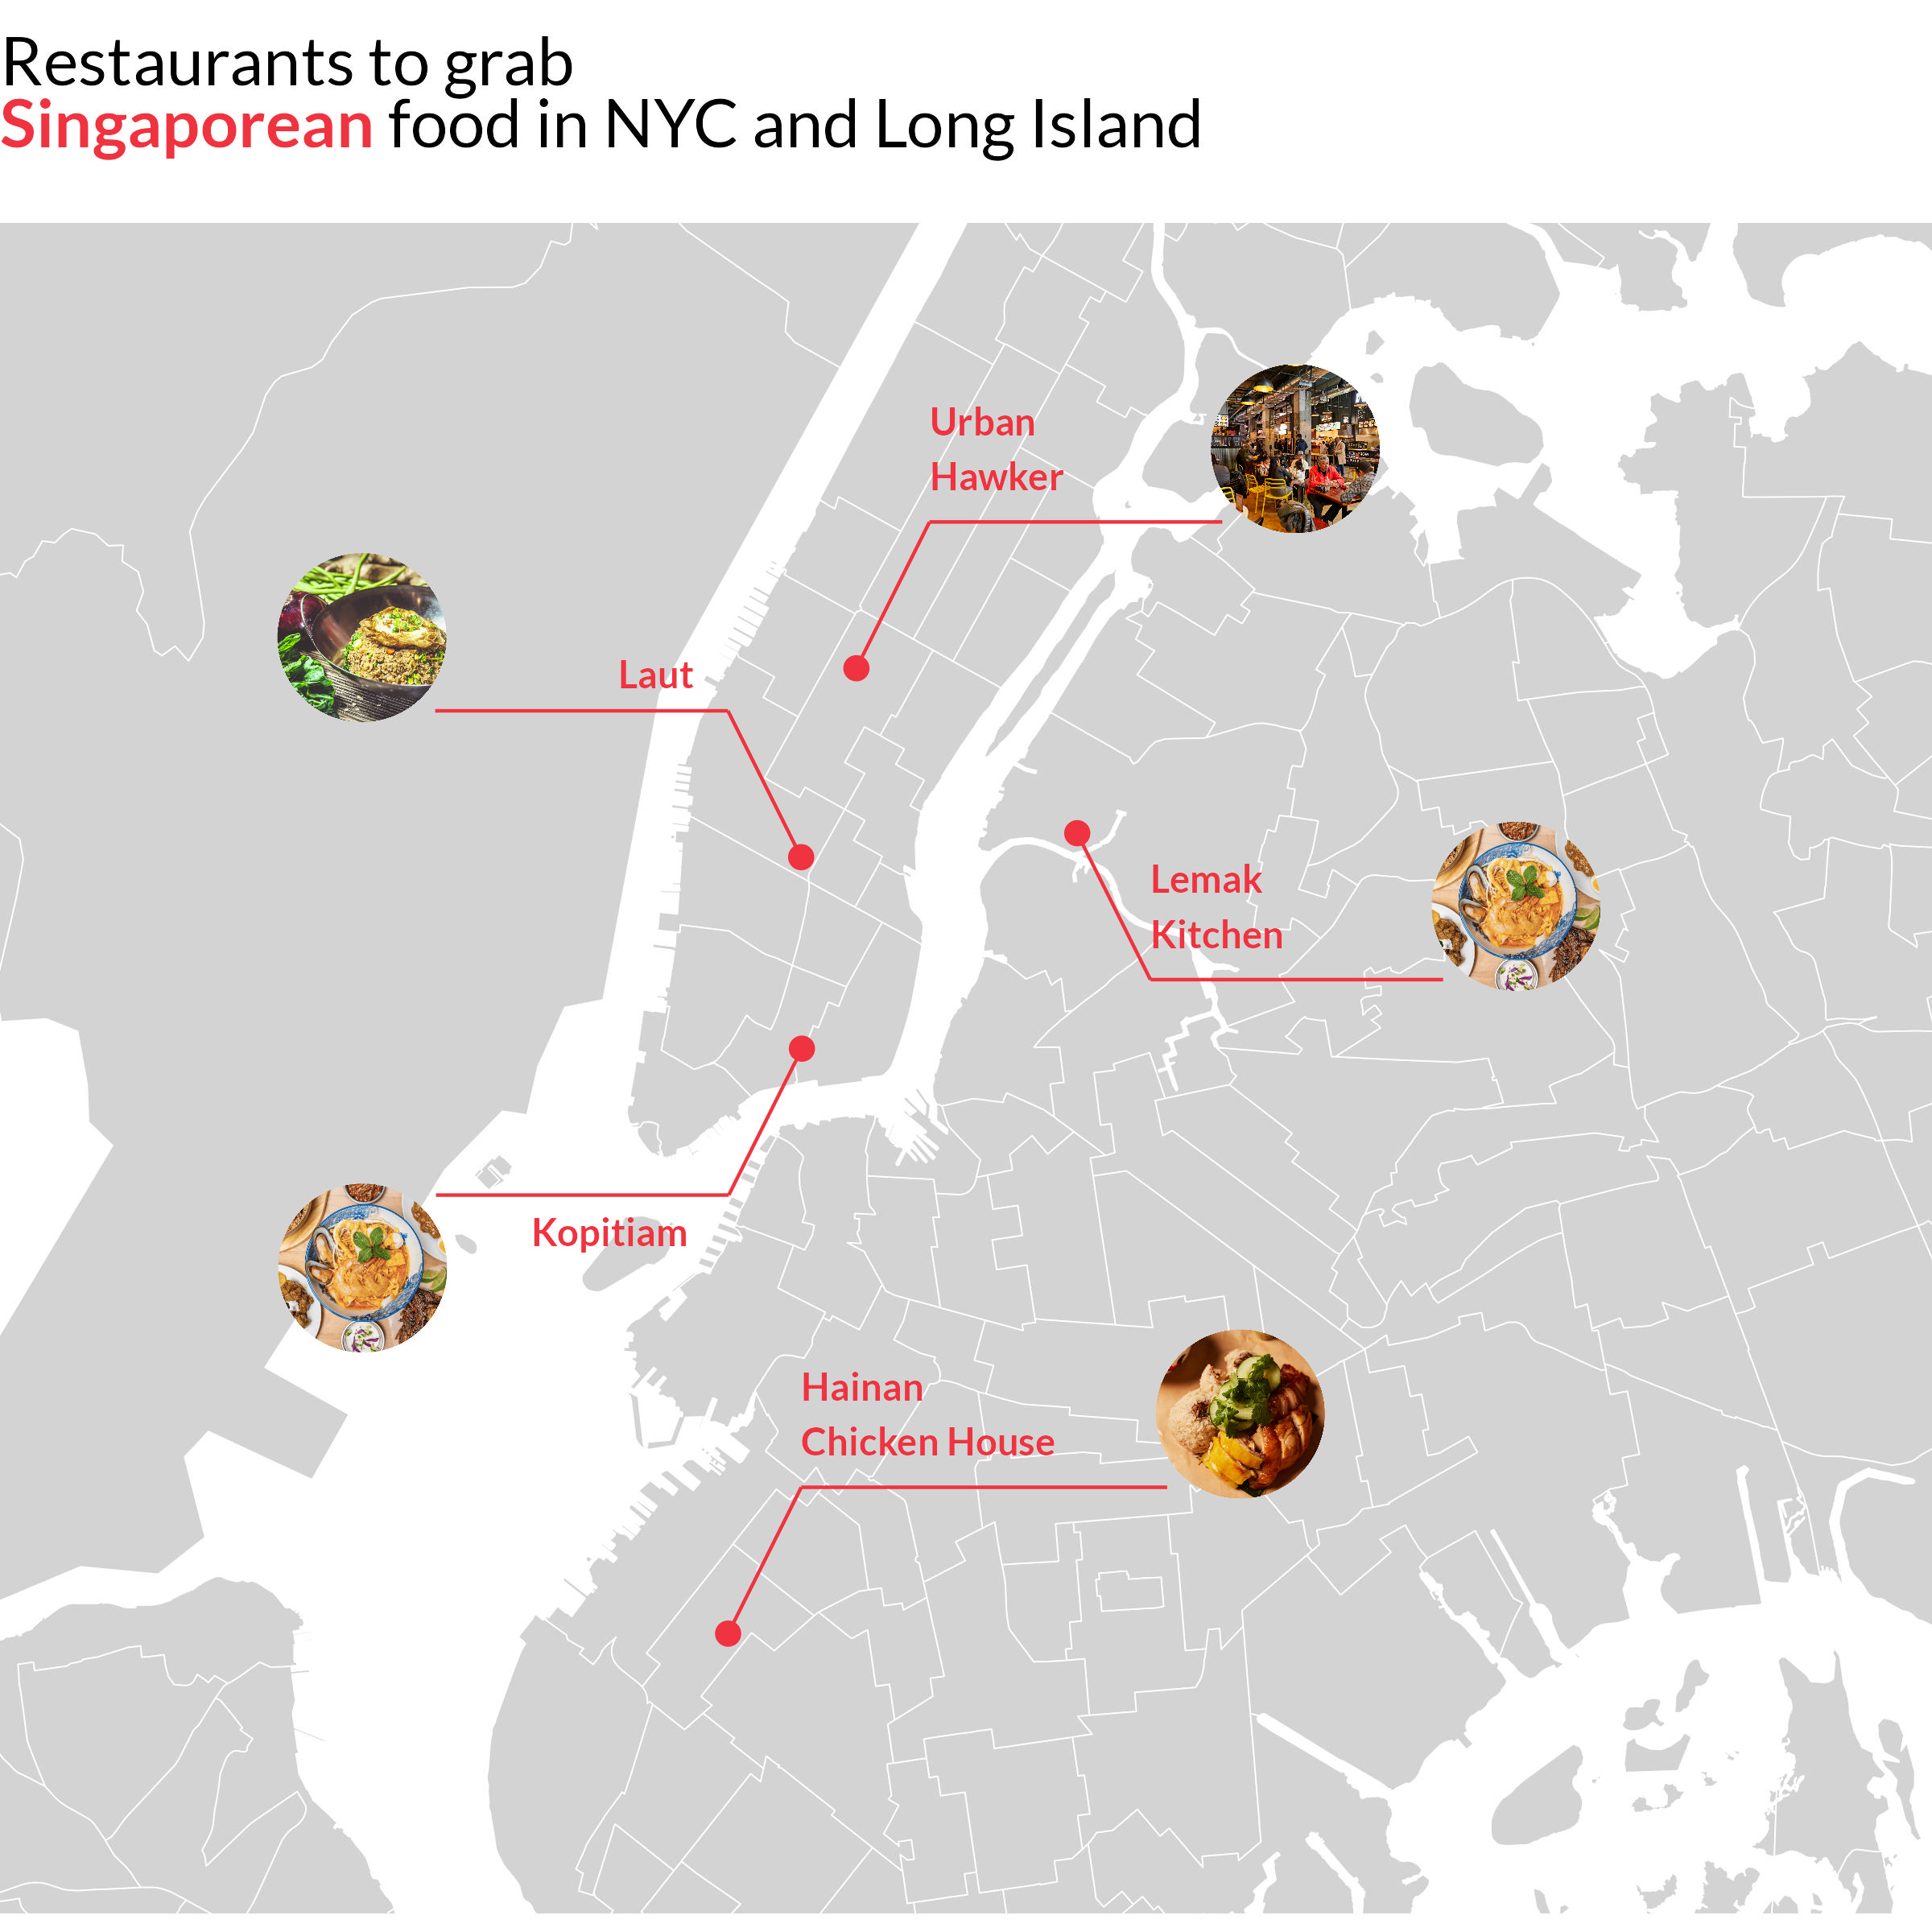 Restaurants to grab
Singaporean food in NYC and Long Island
Urban
Hawker
Laut
Lemak
Kitchen
Kopitiam
Hainan
Chicken House